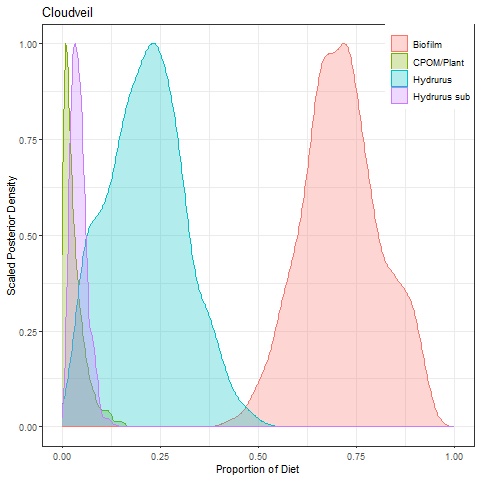 Cloudveil
Scaled Posterior Density
1.00
0.75
0.50
0.25
0.00
Biofilm
CPOM/Plant
Hydrurus
Hydrurus sub
0.00 0.25 0.50 0.75 1.00
Proportion of Diet